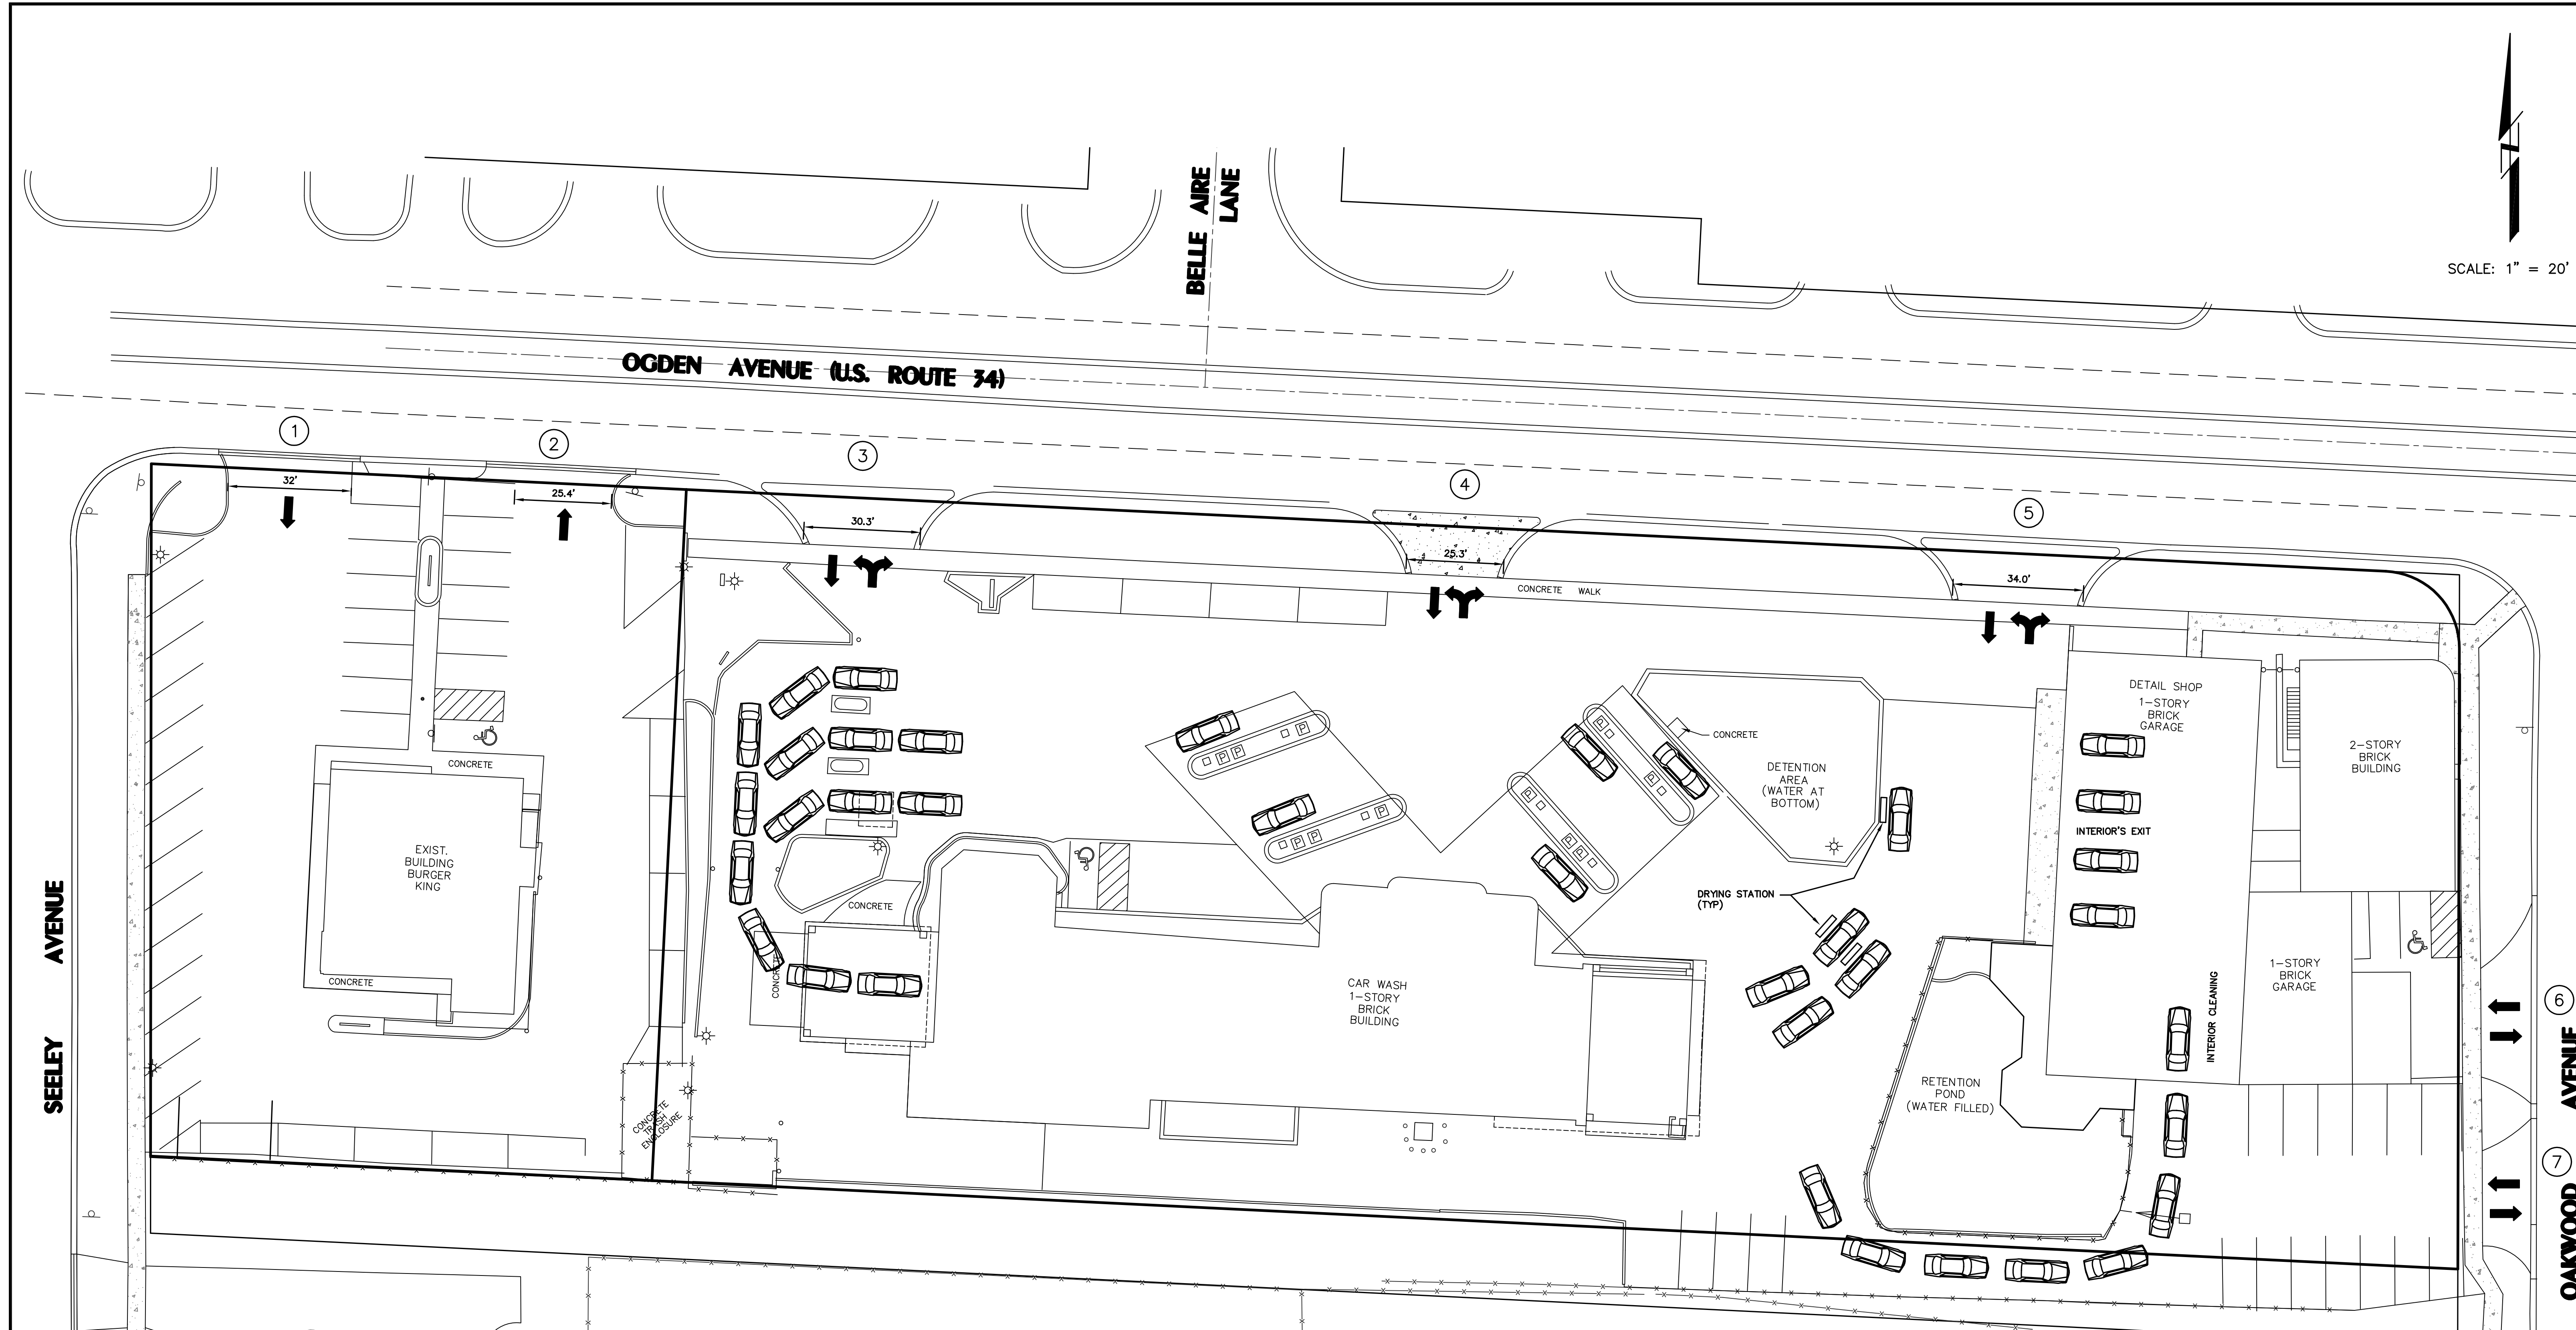 BELLE AIRE
LANE
SCALE: 1" = 20'
OGDEN AVENUE (U.S. ROUTE 34)
1
2
3
4
5
32'
25.4'
30.3'
25.3'
34.0'
CONCRETE WALK
DETAIL SHOP
1-STORY
BRICK
GARAGE
2-STORY
BRICK
BUILDING
P
P
P
P
P
P
P
P
P
P
P
P
CONCRETE
CONCRETE
DETENTION
AREA
(WATER AT
BOTTOM)
INTERIOR'S EXIT
EXIST.
BUILDING
BURGER
KING
DRYING STATION
(TYP)
CONCRETE
CONCRETE
CONCRETE
CAR WASH
1-STORY
BRICK
BUILDING
1-STORY
BRICK
GARAGE
INTERIOR CLEANING
6
RETENTION
POND
(WATER FILLED)
CONCRETE
TRASH
ENCLOSURE
7
SEELEY AVENUE
OAKWOOD AVENUE